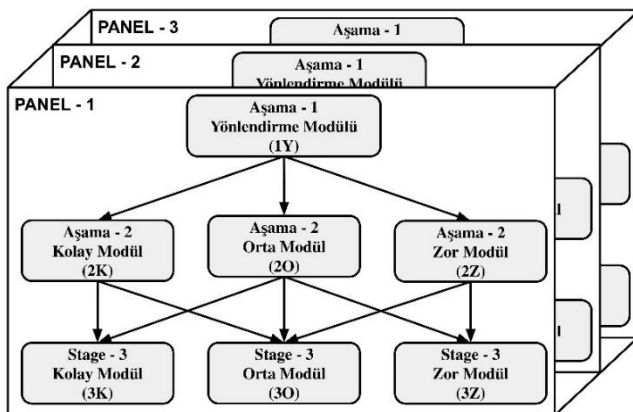 PANEL - 3
Aşama - 1
PANEL - 2
Aşama - 1
Yönlendirme Modülü
PANEL - 1
Aşama - 1
Yönlendirme Modülü
(1Y)
Aşama - 2
Kolay Modül
(2K)
Aşama - 2
Orta Modül
(2O)
Aşama - 2
Zor Modül
(2Z)
Stage - 3
Kolay Modül
(3K)
Stage - 3
Orta Modül
(3O)
Stage - 3
Zor Modül
(3Z)